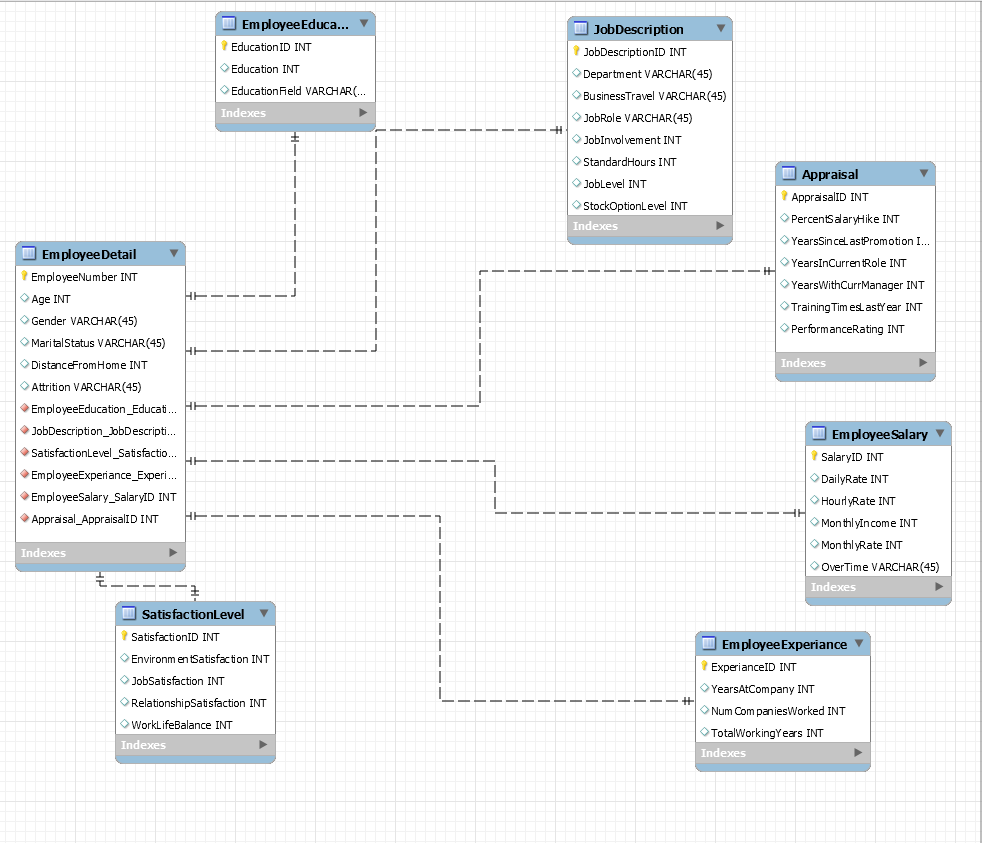 EmployeeEduca...
EducationID INT
Education INT
EducationField VARCHAR(...
Indexes
JobDescription
JobDescriptionID INT
Department VARCHAR(45)
BusinessTravel VARCHAR(45)
JobRole VARCHAR(45)
JobInvolvement INT
StandardHours INT
JobLevel INT
StockOptionLevel INT
Indexes
Appraisal
AppraisalID INT
PercentSalaryHike INT
YearsSinceLastPromotion I...
YearsInCurrentRole INT
YearsWithCurrManager INT
TrainingTimesLastYear INT
PerformanceRating INT
Indexes
EmployeeDetail
EmployeeNumber INT
Age INT
Gender VARCHAR(45)
MaritalStatus VARCHAR(45)
DistanceFromHome INT
Attrition VARCHAR(45)
EmployeeEducation_Educati...
JobDescription_JobDescripti...
SatisfactionLevel_Satisfactio...
EmployeeExperiance_Experi...
EmployeeSalary_SalaryID INT
Appraisal_AppraisalID INT
Indexes
EmployeeSalary
SalaryID INT
DailyRate INT
HourlyRate INT
MonthlyIncome INT
MonthlyRate INT
OverTime VARCHAR(45)
Indexes
SatisfactionLevel
SatisfactionID INT
EnvironmentSatisfaction INT
JobSatisfaction INT
RelationshipSatisfaction INT
WorkLifeBalance INT
Indexes
EmployeeExperiance
ExperianceID INT
YearsAtCompany INT
NumCompaniesWorked INT
TotalWorkingYears INT
Indexes